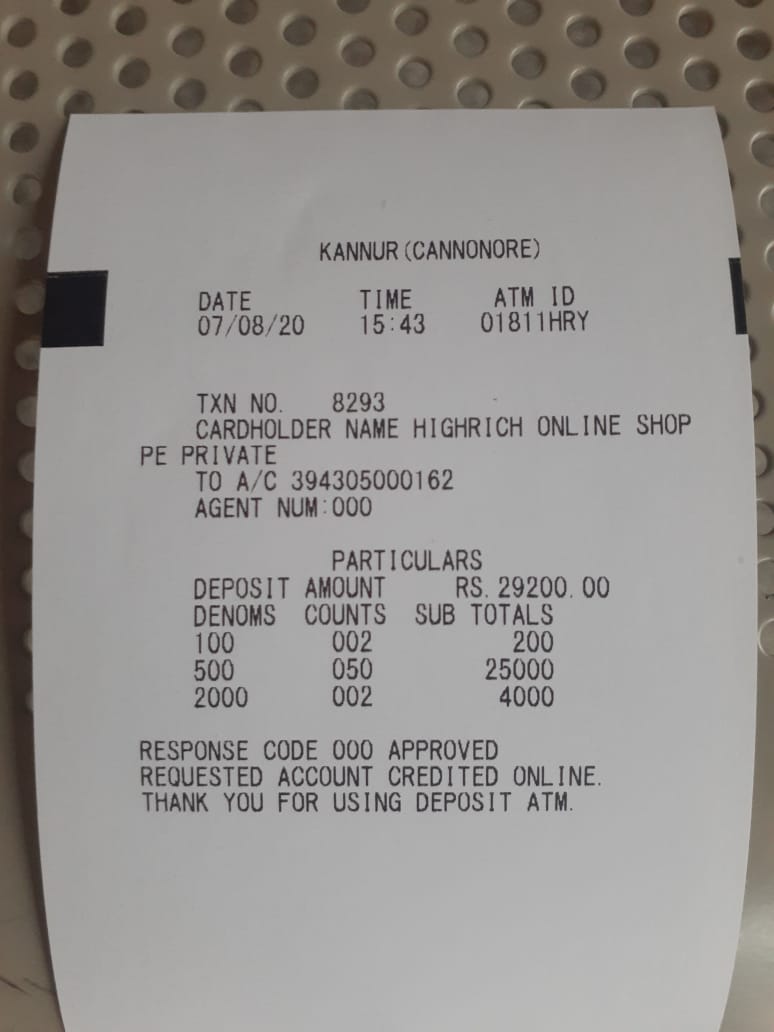 KANNUR(CANNONORE)
DATE TIME ATM ID
07/08/20 15:43 01811HRY
TXN NO. 8293
CARDHOLDER NAME HIGHRICH ONLINE SHOP
PE PRIVATE
TO A/C 394305000162
AGENT NUM:000
PARTICULARS
DEPOSIT AMOUNT RS.29200.00
DENOMS COUNTS SUB TOTALS
100 002 200
500 050 25000
2000 002 4000
RESPONSE CODE 000 APPROVED
REQUESTED ACCOUNT CREDITED ONLINE.
THANK YOU FOR USING DEPOSIT ATM.